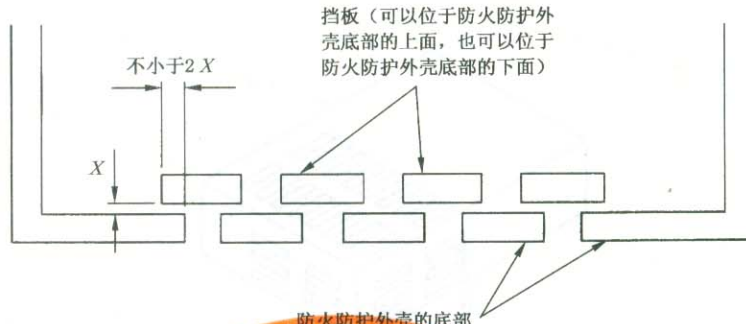 挡板（可以位于防火防护外
壳底部的上面，也可以位于
防火防护外壳底部的下面）
不小于2 X
X
防火防护外壳的底部